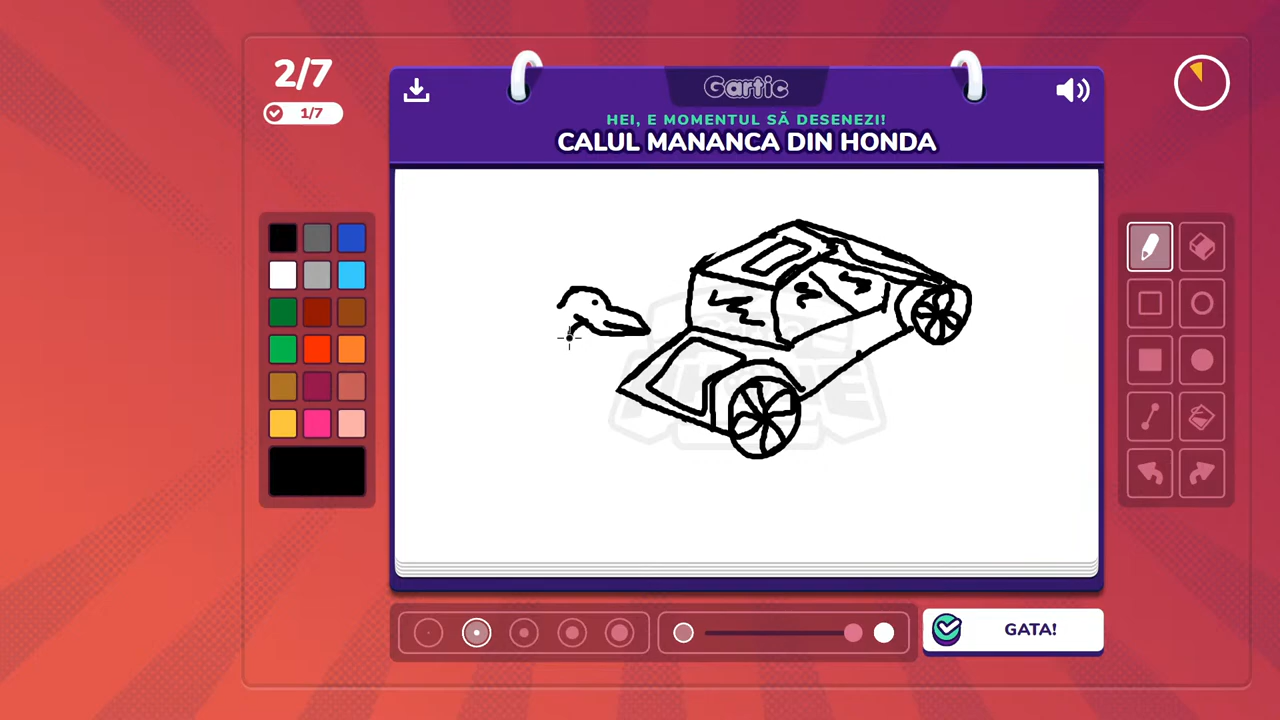 2/7
1/7
Gartic
HEI, E MOMENTUL SĂ DESENEZI!
CALUL MANANCA DIN HONDA
GATA!